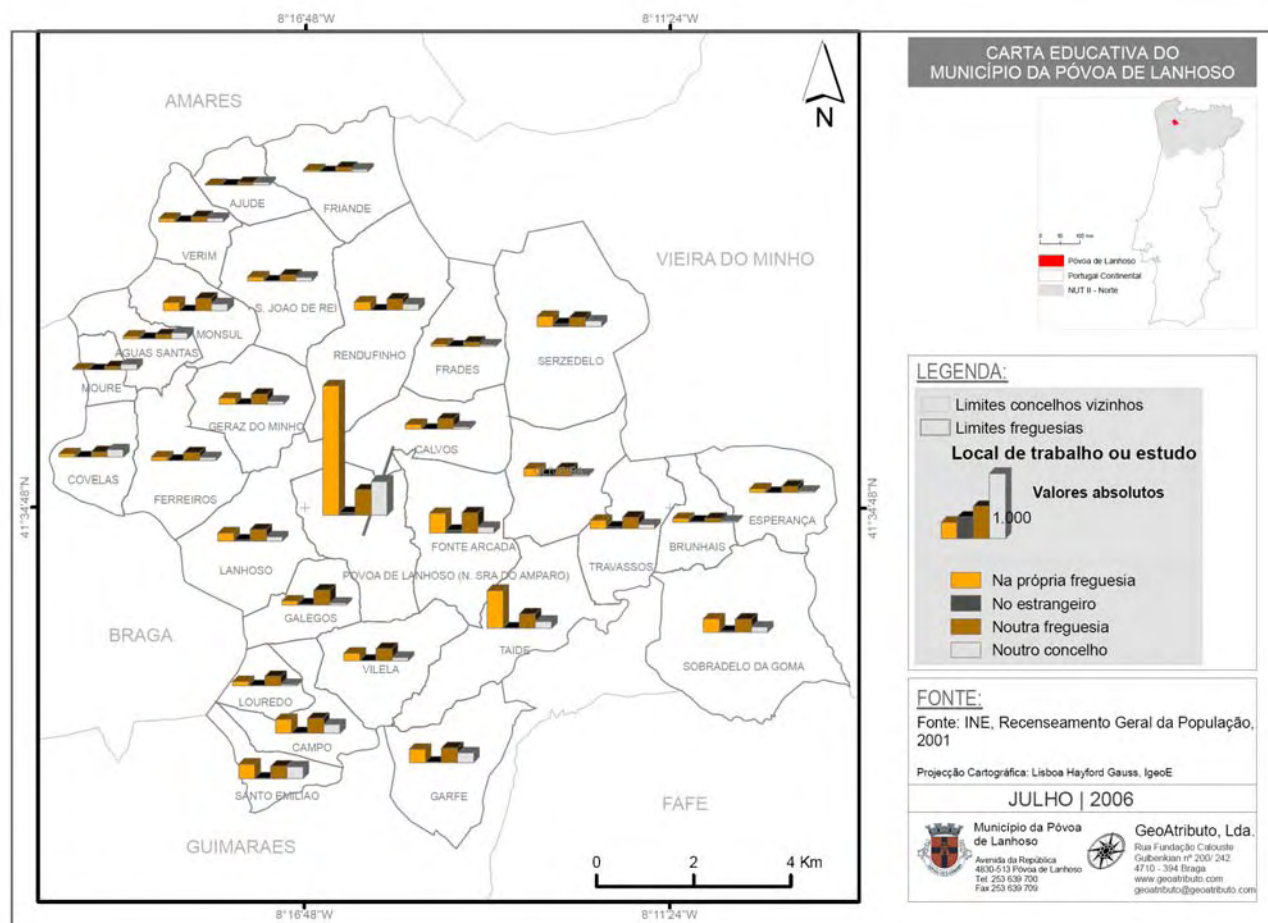 8°16'48"W
8°11'24"W
CARTA EDUCATIVA DO
MUNICÍPIO DA PÓVOA DE LANHOSO
AMARES
N
AJUDE
FRIANDE
VERIM
VIEIRA DO MINHO
S. JOAO DE REI
MONSUL
AGUAS SANTAS
RENDUFINHO
FRADES
SERZEDELO
MOURE
GERAZ DO MINHO
CALVOS
COVELAS
FERREIROS
ESPERANÇA
LANHOSO
FONTE ARCADA
BRUNHAIS
TRAVASSOS
PÓVOA DE LANHOSO (N. SRA DO AMPARO)
GALEGOS
BRAGA
TAIDE
SOBRADELO DA GOMA
VILELA
LOUREDO
CAMPO
SANTO EMILIAO
GARFE
FAFE
GUIMARAES
41°34'48"N
41°34'48"N
0 2 4 Km
8°16'48"W
8°11'24"W
Póvoa de Lanhoso
Portugal Continental
NUT II - Norte
LEGENDA:
Limites concelhos vizinhos
Limites freguesias
Local de trabalho ou estudo
Valores absolutos
1.000
Na própria freguesia
No estrangeiro
Noutra freguesia
Noutro concelho
FONTE:
Fonte: INE, Recenseamento Geral da População,
2001
Projecção Cartográfica: Lisboa Hayford Gauss, IgeoE
JULHO | 2006
Município da Póvoa
de Lanhoso
Avenida da República
4830-513 Póvoa de Lanhoso
Tel. 253 639 700
Fax 253 639 709
GeoAtributo, Lda.
Rua Fundação Calouste
Gulbenkian nº 200/ 242
4710 - 394 Braga
www.geoatributo.com
geoatributo@geoatributo.com